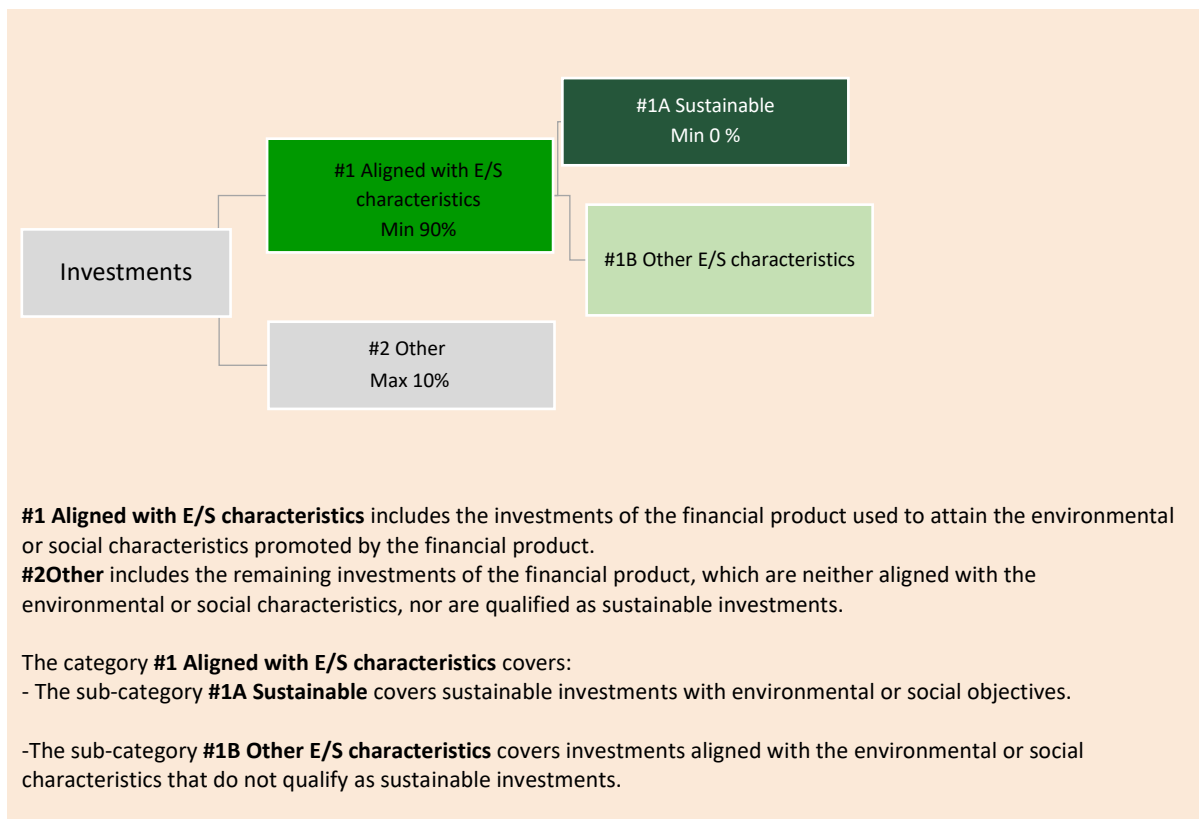 #1A Sustainable
Min 0 %
#1 Aligned with E/S
characteristics
Min 90%
#1B Other E/S characteristics
Investments
#2 Other
Max 10%
#1 Aligned with E/S characteristics includes the investments of the financial product used to attain the environmental
or social characteristics promoted by the financial product.
#2Other includes the remaining investments of the financial product, which are neither aligned with the
environmental or social characteristics, nor are qualified as sustainable investments.
The category #1 Aligned with E/S characteristics covers:
- The sub-category #1A Sustainable covers sustainable investments with environmental or social objectives.
-The sub-category #1B Other E/S characteristics covers investments aligned with the environmental or social
characteristics that do not qualify as sustainable investments.